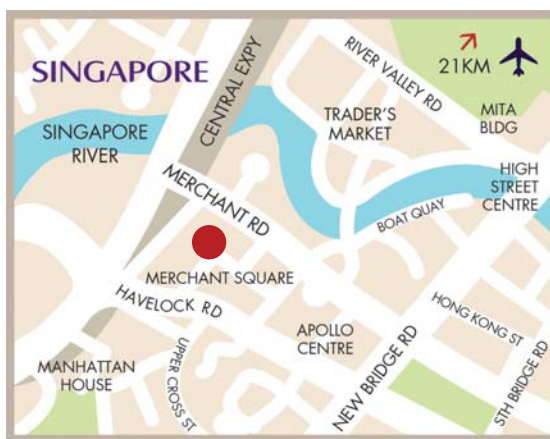 SINGAPORE
CENTRAL EXPY
RIVER VALLEY RD
21KM
SINGAPORE
RIVER
TRADER'S
MARKET
MITA
BLDG
MERCHANT RD
HIGH
STREET
CENTRE
BOAT QUAY
MERCHANT SQUARE
HAVELOCK RD
HONG KONG ST
APOLLO
CENTRE
MANHATTAN
HOUSE
UPPER CROSS ST
NEW BRIDGE RD
STH BRIDGE RD